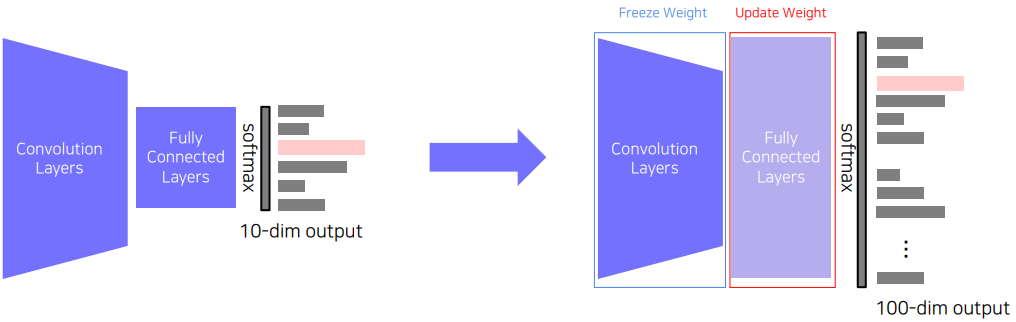 Freeze Weight
Update Weight
Convolution
Layers
Fully
Connected
Layers
softmax
10-dim output
Convolution
Layers
Fully
Connected
Layers
softmax
⋮
100-dim output